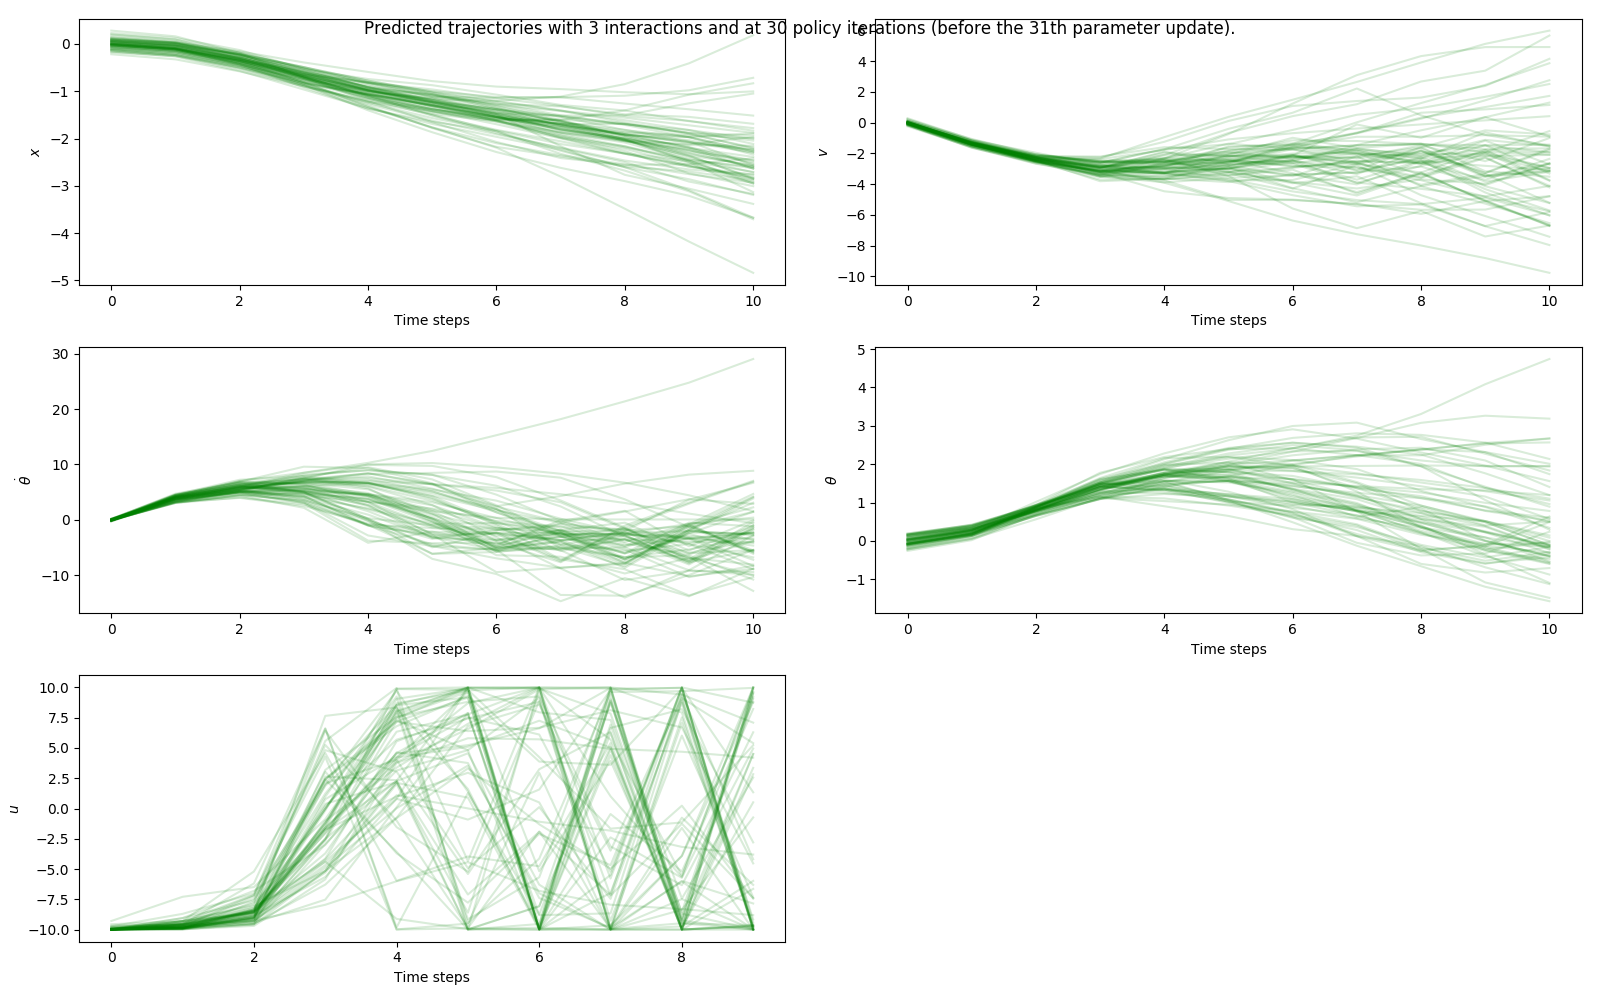 Predicted trajectories with 3 interactions and at 30 policy iterations (before the 31th parameter update).
0
−1
−2
−3
−4
−5
x
0 2 4 6 8 10
Time steps
6
4
2
0
−2
−4
−6
−8
−10
v
0 2 4 6 8 10
Time steps
30
20
10
0
−10
θ̇
0 2 4 6 8 10
Time steps
5
4
3
2
1
0
−1
θ
0 2 4 6 8 10
Time steps
10.0
7.5
5.0
2.5
0.0
−2.5
−5.0
−7.5
−10.0
u
0 2 4 6 8
Time steps